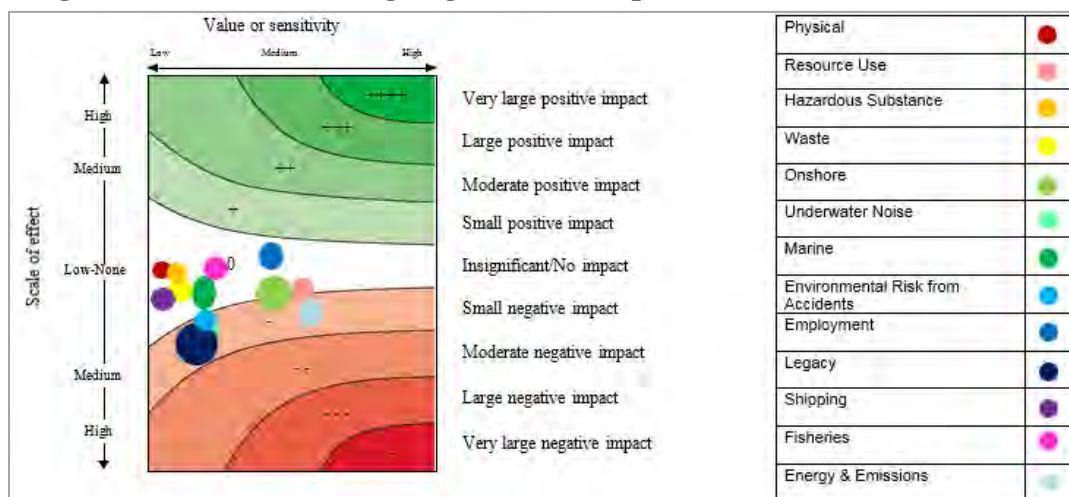 Value or sensitivity
Low Medium High
Scale of effect
High
Medium
Low-None
Medium
High
++++
+++
++
+
0
-
--
---
-
Very large positive impact
Large positive impact
Moderate positive impact
Small positive impact
Insignificant/No impact
Small negative impact
Moderate negative impact
Large negative impact
Very large negative impact
Physical
Resource Use
Hazardous Substance
Waste
Onshore
Underwater Noise
Marine
Environmental Risk from
Accidents
Employment
Legacy
Shipping
Fisheries
Energy & Emissions